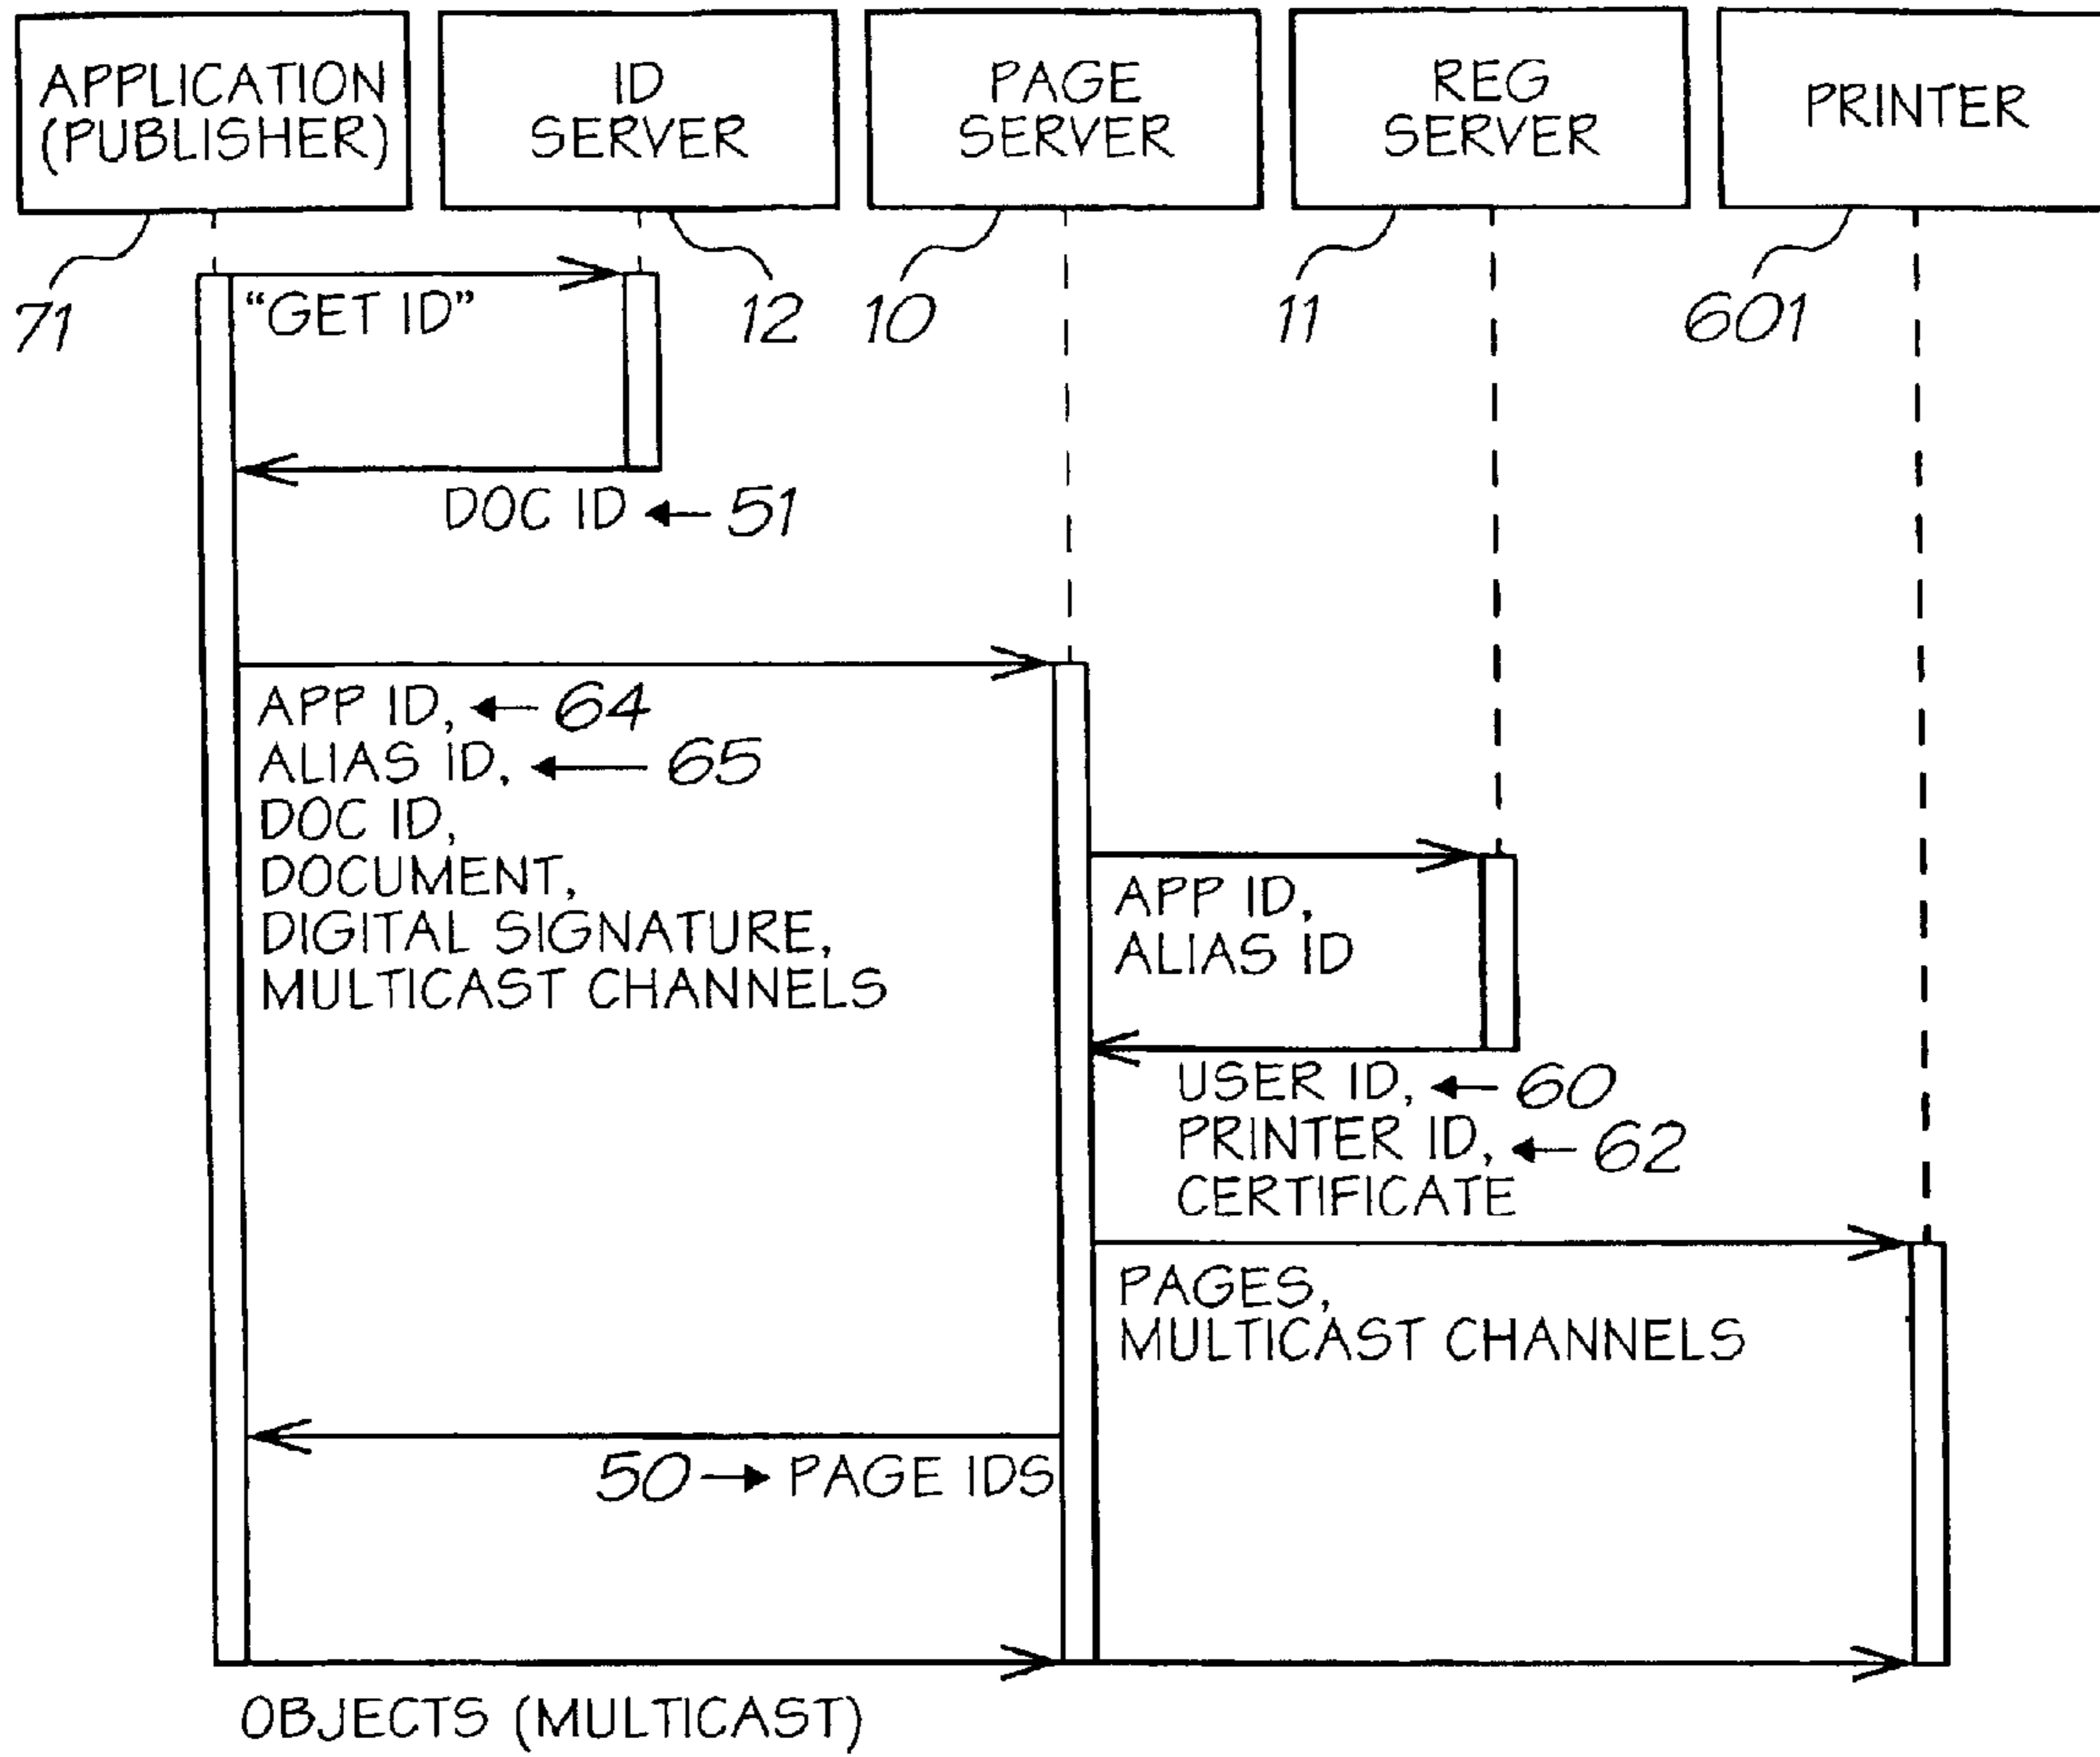 APPLICATION
(PUBLISHER)
ID
SERVER
PAGE
SERVER
REG
SERVER
PRINTER
71
12
10
11
601
"GET ID"
DOC ID
51
APP ID,
64
ALIAS ID,
65
DOC ID,
DOCUMENT,
DIGITAL SIGNATURE,
MULTICAST CHANNELS
APP ID,
ALIAS ID
USER ID,
60
PRINTER ID,
62
CERTIFICATE
PAGES,
MULTICAST CHANNELS
50
PAGE IDS
OBJECTS (MULTICAST)